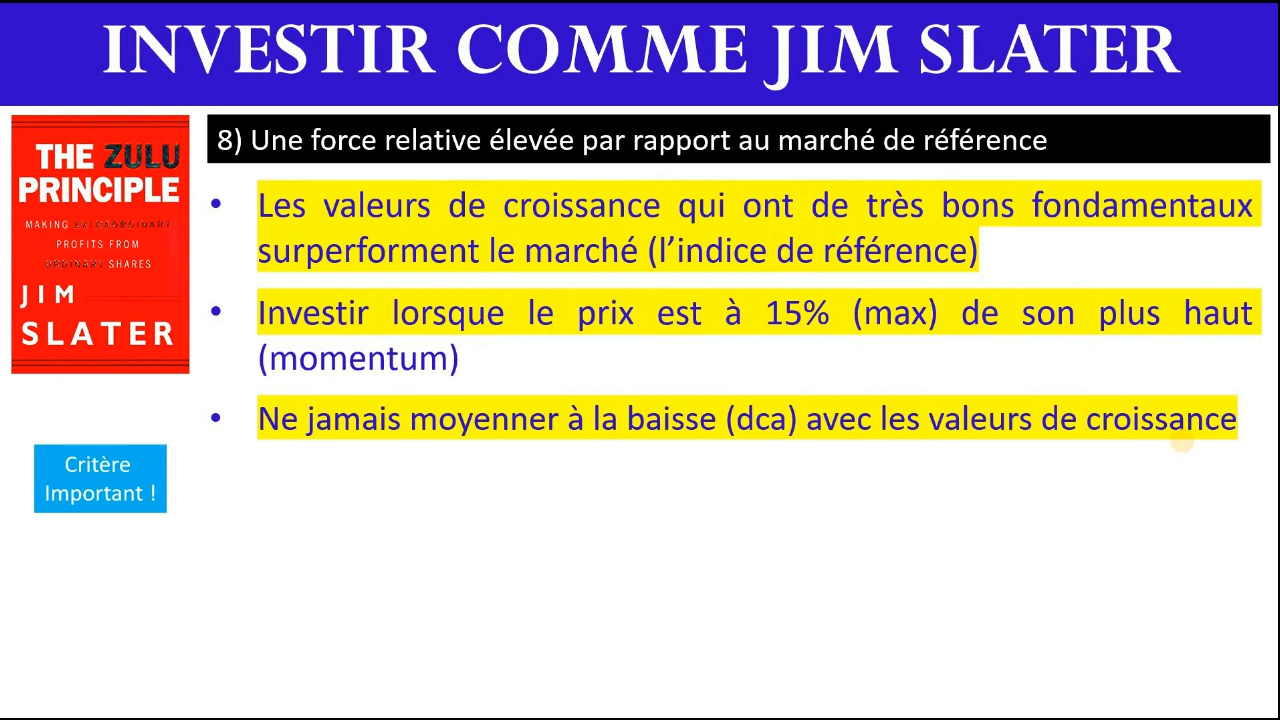 INVESTIR COMME JIM SLATER
8) Une force relative élevée par rapport au marché de référence
THE ZULU
PRINCIPLE
MAKING EXTRAORDINARY
PROFITS FROM
ORDINARY SHARES
JIM
SLATER
• Les valeurs de croissance qui ont de très bons fondamentaux
surperforment le marché (l’indice de référence)
• Investir lorsque le prix est à 15% (max) de son plus haut
(momentum)
• Ne jamais moyenner à la baisse (dca) avec les valeurs de croissance
Critère
Important !